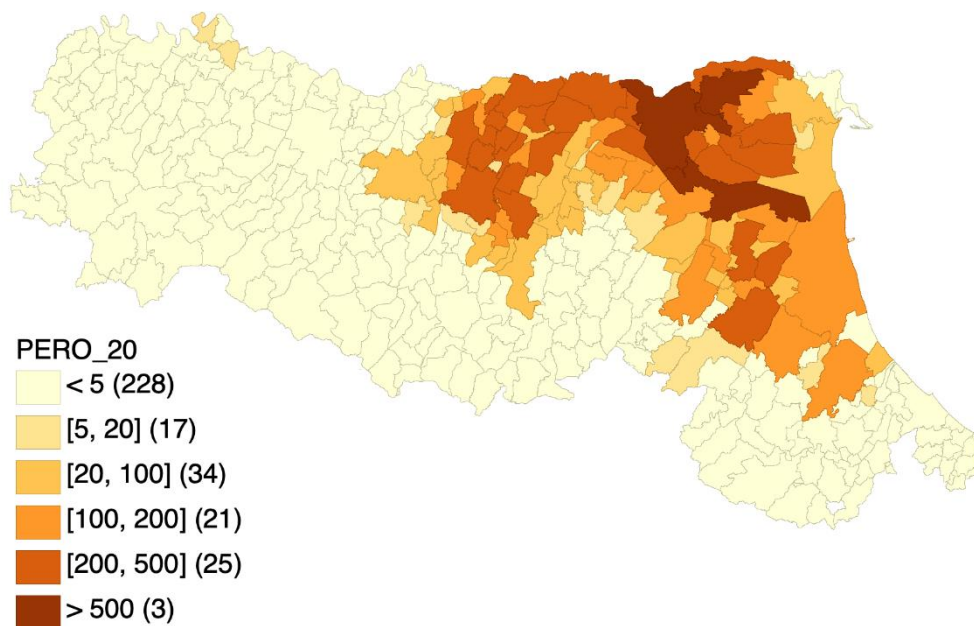 PERO_20
< 5 (228)
[5, 20] (17)
[20, 100] (34)
[100, 200] (21)
[200, 500] (25)
> 500 (3)